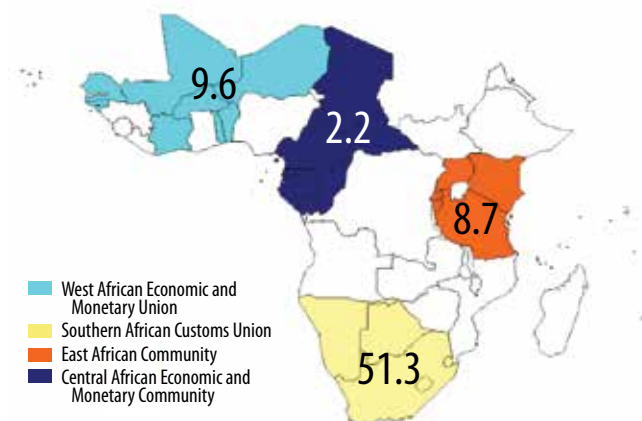 9.6
2.2
8.7
West African Economic and
Monetary Union
Southern African Customs Union
East African Community
Central African Economic and
Monetary Community
51.3